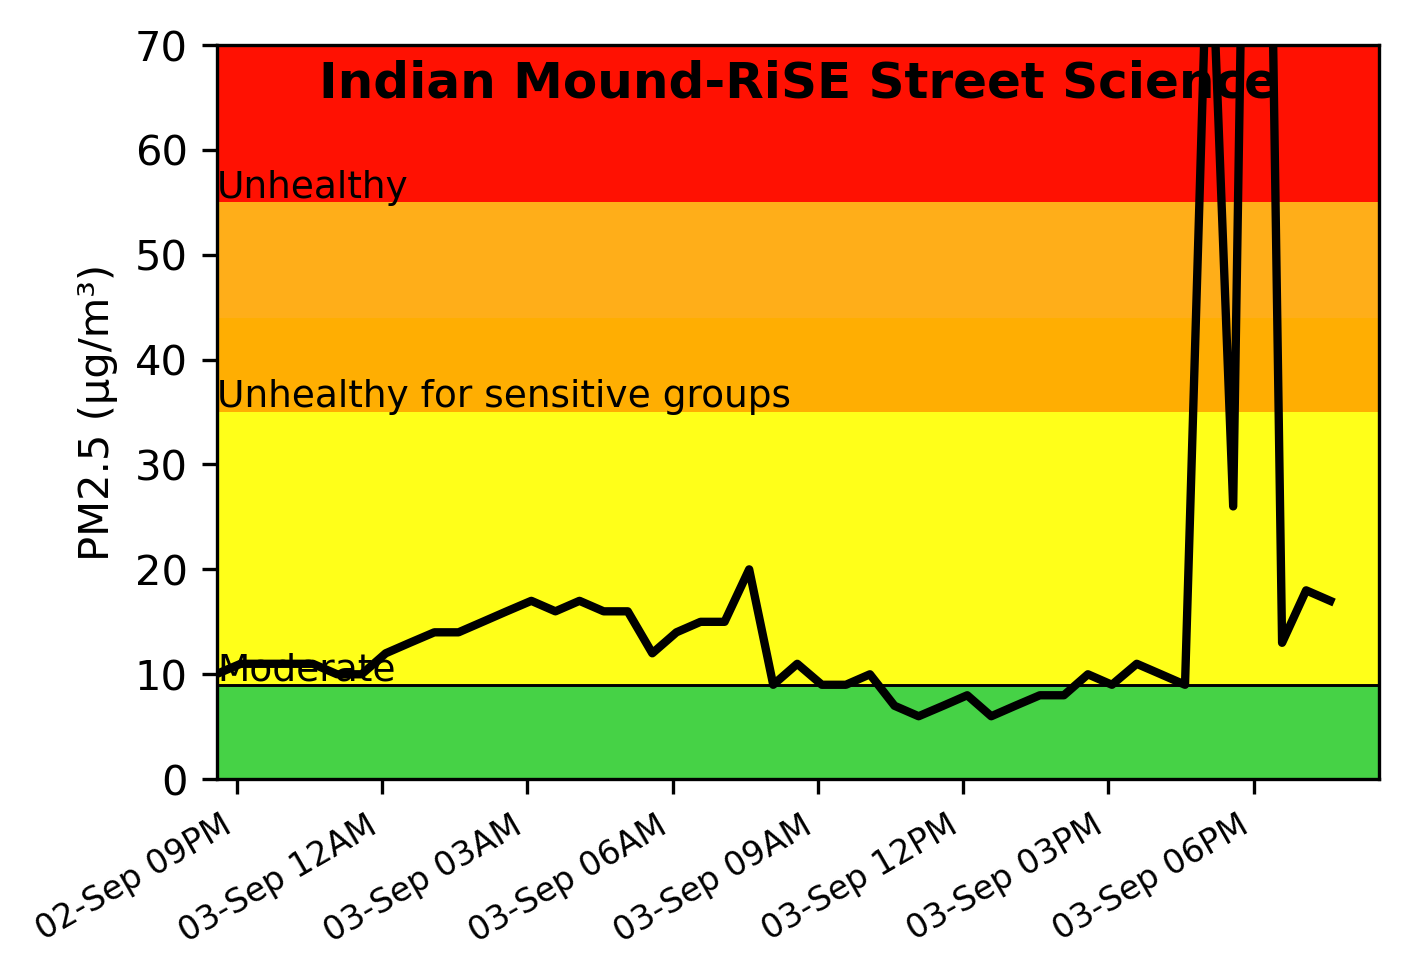 Indian Mound-RiSE Street Science
PM2.5 (µg/m³)
70
60
50
40
30
20
10
0
Unhealthy
Unhealthy for sensitive groups
Moderate
02-Sep 09PM
03-Sep 12AM
03-Sep 03AM
03-Sep 06AM
03-Sep 09AM
03-Sep 12PM
03-Sep 03PM
03-Sep 06PM